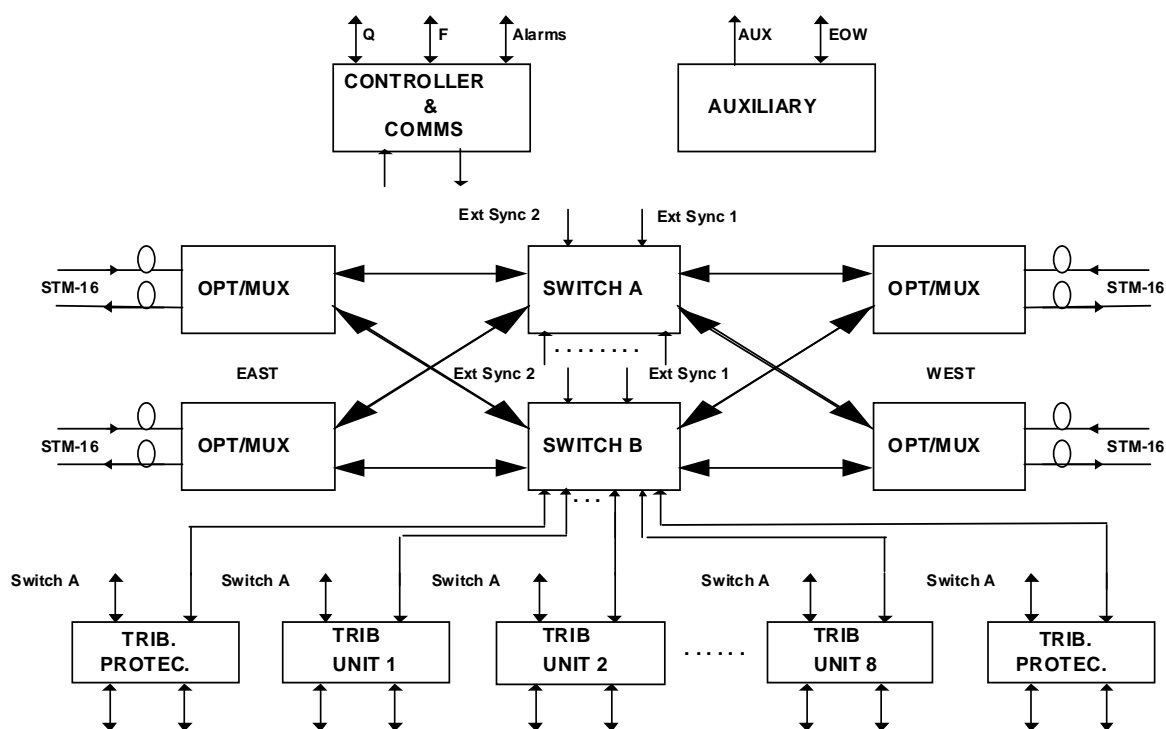 Q
F
Alarms
AUX
EOW
CONTROLLER
&
COMMS
AUXILIARY
Ext Sync 2
Ext Sync 1
STM-16
OPT/MUX
SWITCH A
OPT/MUX
STM-16
EAST
Ext Sync 2
Ext Sync 1
WEST
STM-16
OPT/MUX
SWITCH B
OPT/MUX
STM-16
Switch A
Switch A
Switch A
Switch A
Switch A
TRIB.
PROTEC.
TRIB
UNIT 1
TRIB
UNIT 2
TRIB
UNIT 8
TRIB.
PROTEC.